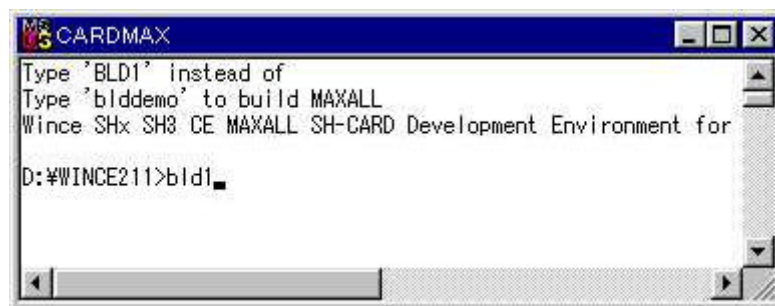 CARDMAX
Type 'BLD1' instead of
Type 'blddemo' to build MAXALL
Wince SHx SH3 CE MAXALL SH-CARD Development Environment for
D:¥WINCE211>bld1